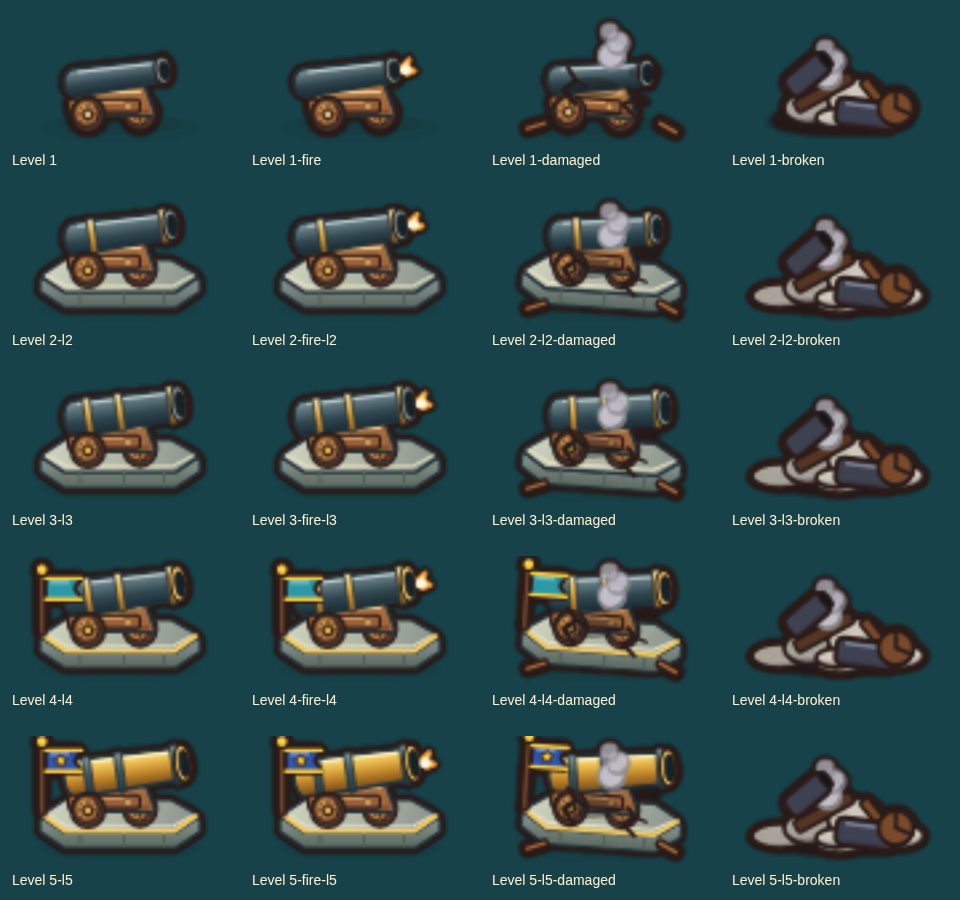 Level 1
Level 1-fire
Level 1-damaged
Level 1-broken
Level 2-l2
Level 2-fire-l2
Level 2-l2-damaged
Level 2-l2-broken
Level 3-l3
Level 3-fire-l3
Level 3-l3-damaged
Level 3-l3-broken
Level 4-l4
Level 4-fire-l4
Level 4-l4-damaged
Level 4-l4-broken
Level 5-l5
Level 5-fire-l5
Level 5-l5-damaged
Level 5-l5-broken